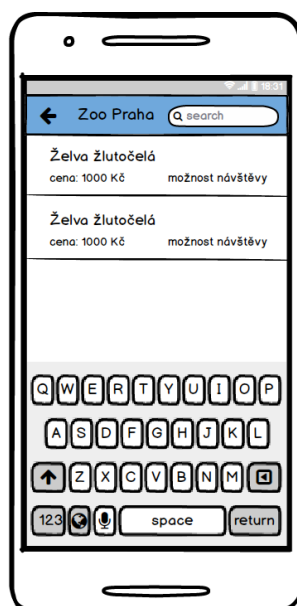 18:31
Zoo Praha search
Želva žlutočelá
cena: 1000 Kč možnost návštěvy
Želva žlutočelá
cena: 1000 Kč možnost návštěvy
Q W E R T Y U I O P
A S D F G H J K L
Z X C V B N M
123 space return